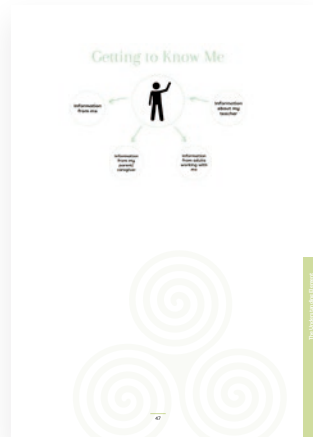 Getting to Know Me
information
from me
information
about my
teacher
information
from my
parent/
caregiver
information
from adults
working with
me
47